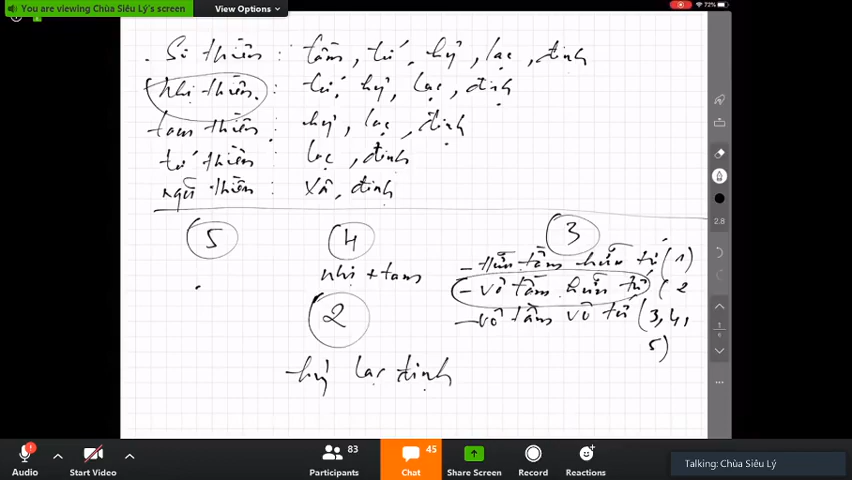 You are viewing Chùa Siêu Lý's screen
View Options
72%
. Sơ thiền : tầm, tứ, hỷ, lạc, định
nhị thiền. : tứ, hỷ, lạc, định
tam thiền : hỷ, lạc, định
tứ thiền : lạc, định
ngũ thiền : xả, định
5 4 3
nhị + tam
- Hữu tầm hữu tứ (1)
- vô tầm hữu tứ (2
- vô tầm vô tứ (3, 4,
5)
2
hỷ lạc định
2.8
83
45
Audio
Start Video
Participants
Chat
Share Screen
Record
Reactions
Talking: Chùa Siêu Lý